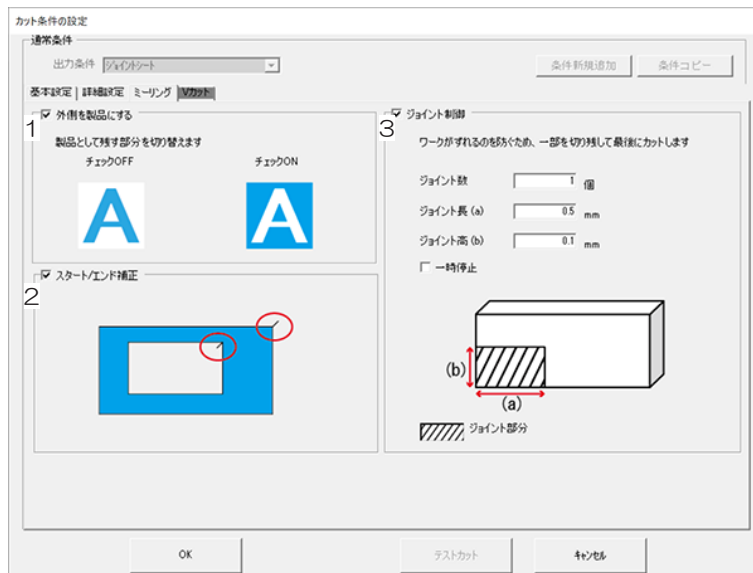 カット条件の設定
通常条件
出力条件 ジョイントシート
条件新規追加 条件コピー
基本設定 詳細設定 ミーリング Vカット
1 外側を製品にする
製品として残す部分を切り替えます
チェックOFF チェックON
A A
2 スタート/エンド補正
3 ジョイント制御
ワークがずれるのを防ぐため、一部を切り残して最後にカットします
ジョイント数 1 個
ジョイント長 (a) 0.5 mm
ジョイント高 (b) 0.1 mm
一時停止
(b)
(a)
ジョイント部分
OK テストカット キャンセル